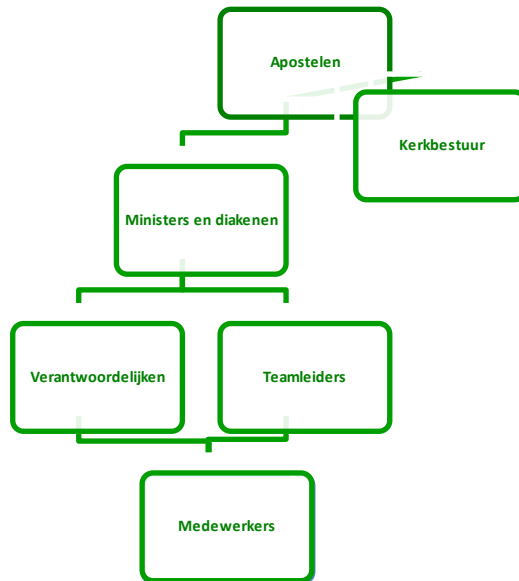 Apostelen
Kerkbestuur
Ministers en diakenen
Verantwoordelijken
Teamleiders
Medewerkers